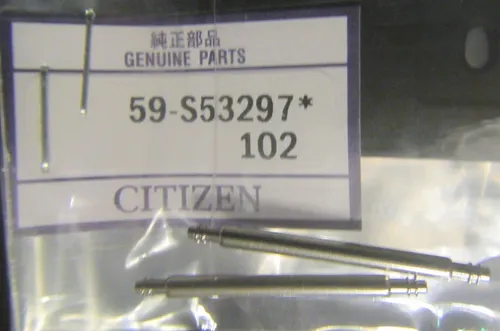 純正部品
GENUINE PARTS
59-S53297*
102
CITIZEN